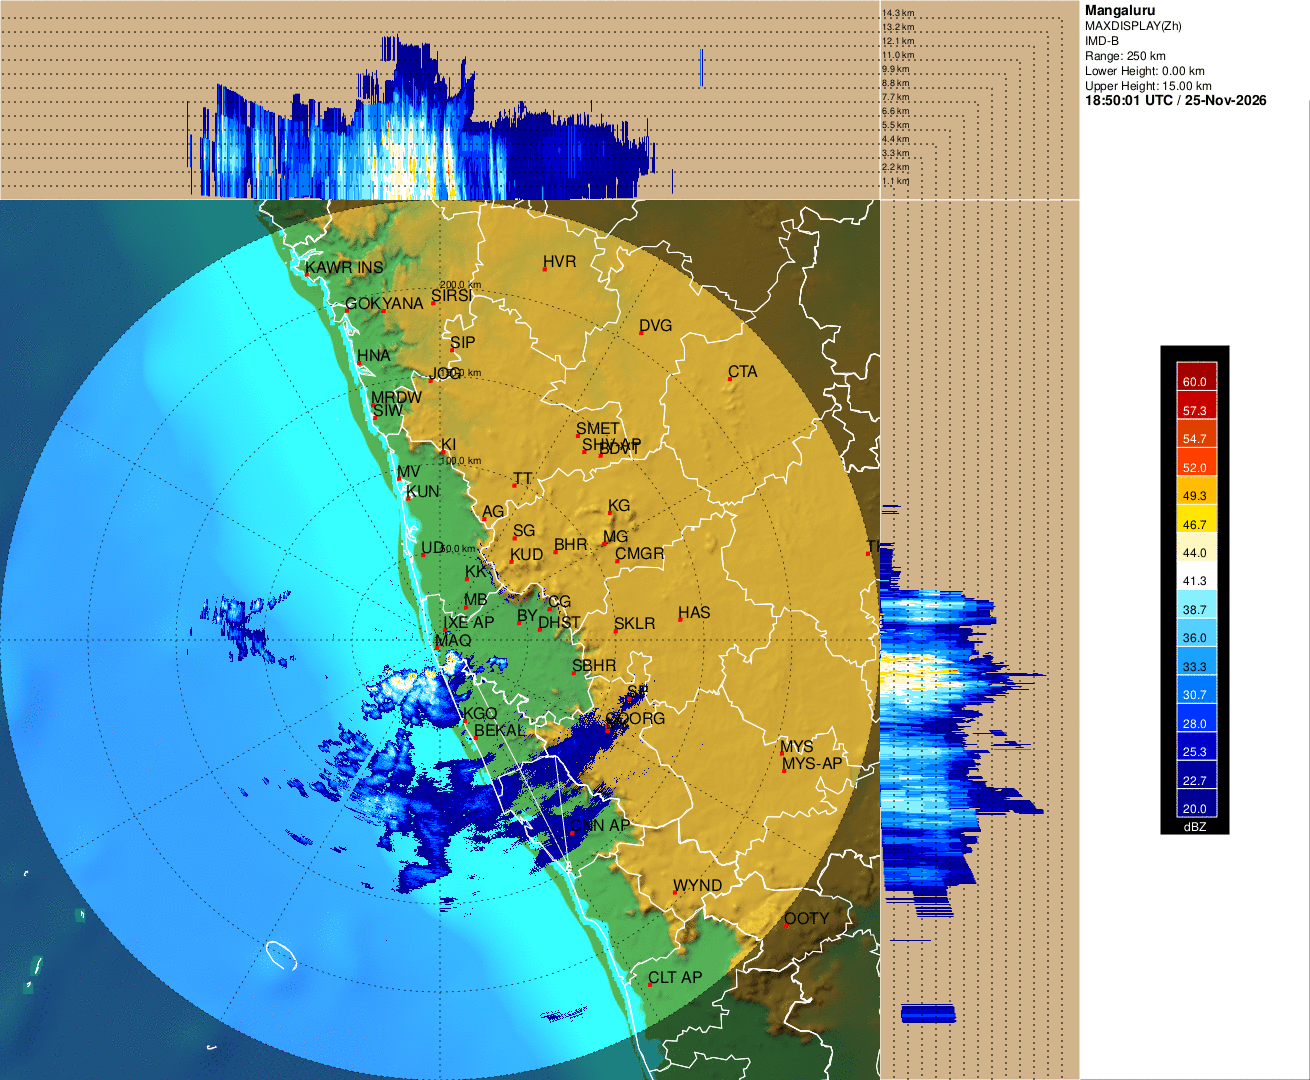 14.3 km
13.2 km
12.1 km
11.0 km
9.9 km
8.8 km
7.7 km
6.6 km
5.5 km
4.4 km
3.3 km
2.2 km
1.1 km
Mangaluru
MAXDISPLAY(Zh)
IMD-B
Range: 250 km
Lower Height: 0.00 km
Upper Height: 15.00 km
18:50:01 UTC / 25-Nov-2026
KAWR INS
HVR
200.0 km
SIRSI
GOKYANA
DVG
SIP
HNA
JOG
CTA
MRDW
SIW
SMET
SHV-AP
BDVT
KI
100.0 km
MV
TT
KUN
KG
AG
SG
MG
UD
50.0 km
KUD
BHR
CMGR
KK
MB
CG
IXE AP
BY
DHST
SKLR
HAS
MAQ
SBHR
SP
KGQ
COORG
BEKAL
MYS
MYS-AP
CNN AP
WYND
OOTY
CLT AP
60.0
57.3
54.7
52.0
49.3
46.7
44.0
41.3
38.7
36.0
33.3
30.7
28.0
25.3
22.7
20.0
dBZ